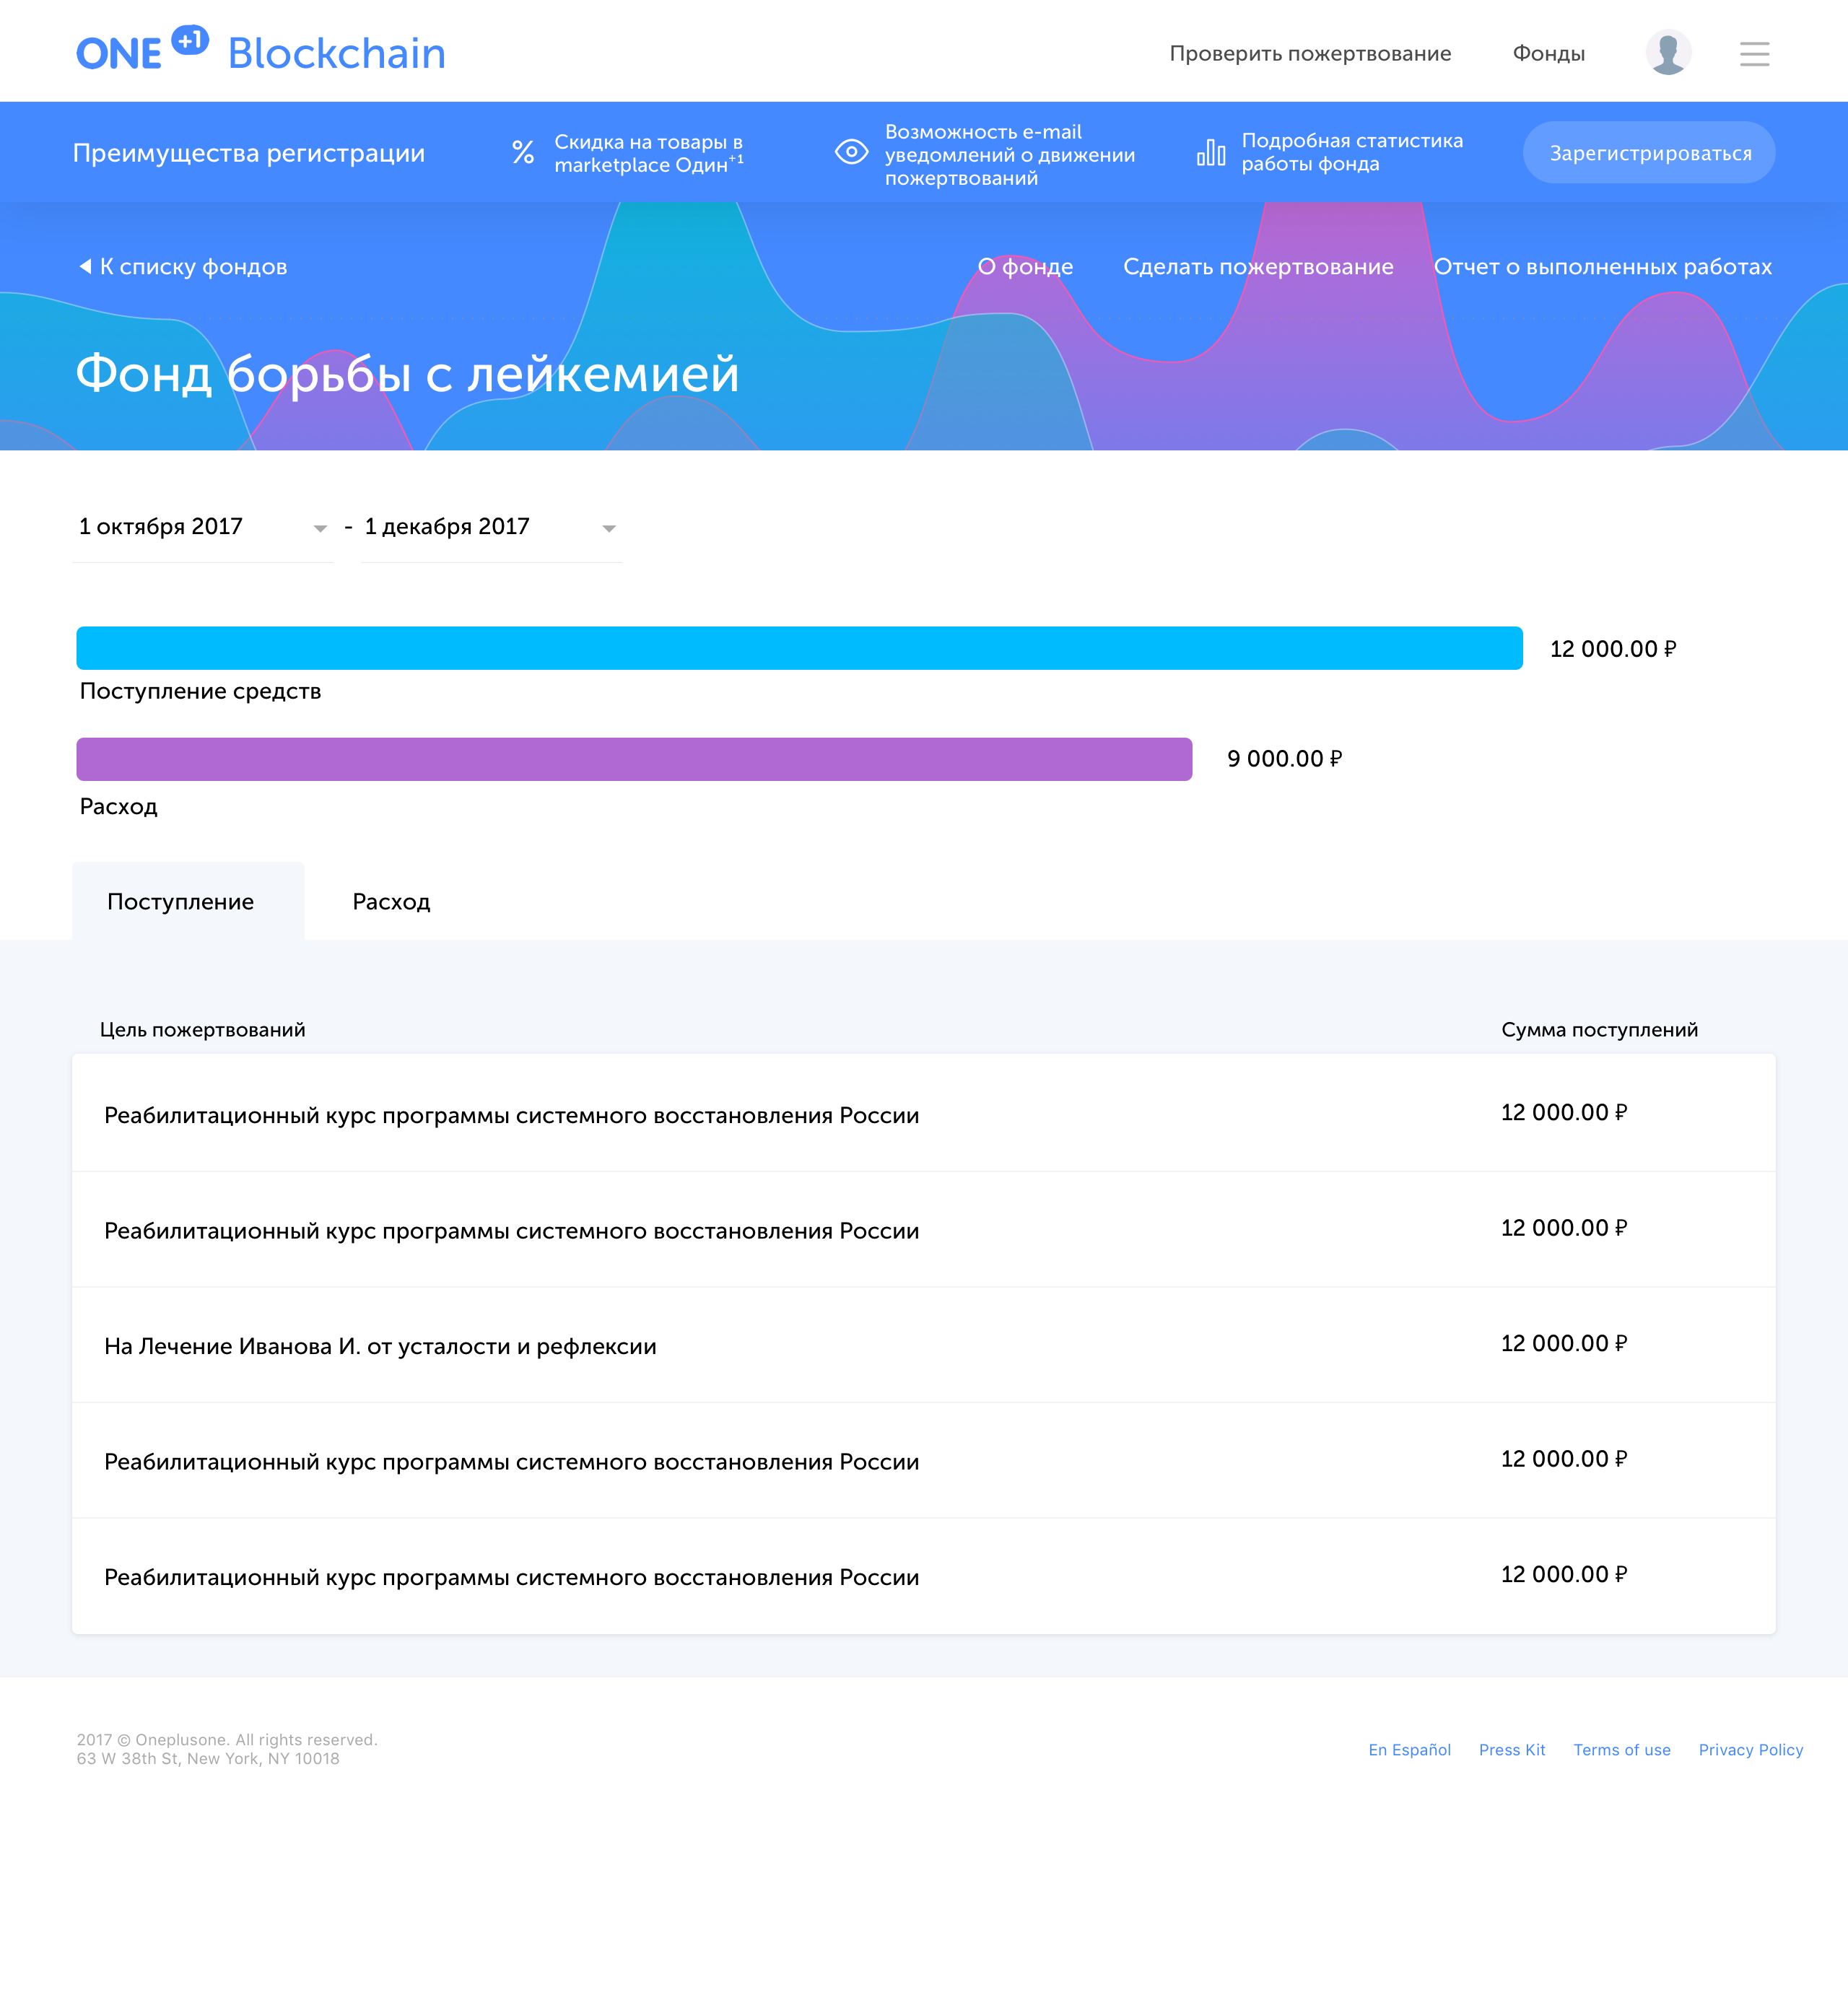 ONE +1 Blockchain
Проверить пожертвование
Фонды
Преимущества регистрации
Скидка на товары в
marketplace Один+1
Возможность e-mail
уведомлений о движении
пожертвований
Подробная статистика
работы фонда
Зарегистрироваться
К списку фондов
О фонде
Сделать пожертвование
Отчет о выполненных работах
Фонд борьбы с лейкемией
1 октября 2017 - 1 декабря 2017
12 000.00 ₽
Поступление средств
9 000.00 ₽
Расход
Поступление
Расход
Цель пожертвований
Сумма поступлений
Реабилитационный курс программы системного восстановления России
12 000.00 ₽
Реабилитационный курс программы системного восстановления России
12 000.00 ₽
На Лечение Иванова И. от усталости и рефлексии
12 000.00 ₽
Реабилитационный курс программы системного восстановления России
12 000.00 ₽
Реабилитационный курс программы системного восстановления России
12 000.00 ₽
2017 © Oneplusone. All rights reserved.
63 W 38th St, New York, NY 10018
En Español
Press Kit
Terms of use
Privacy Policy